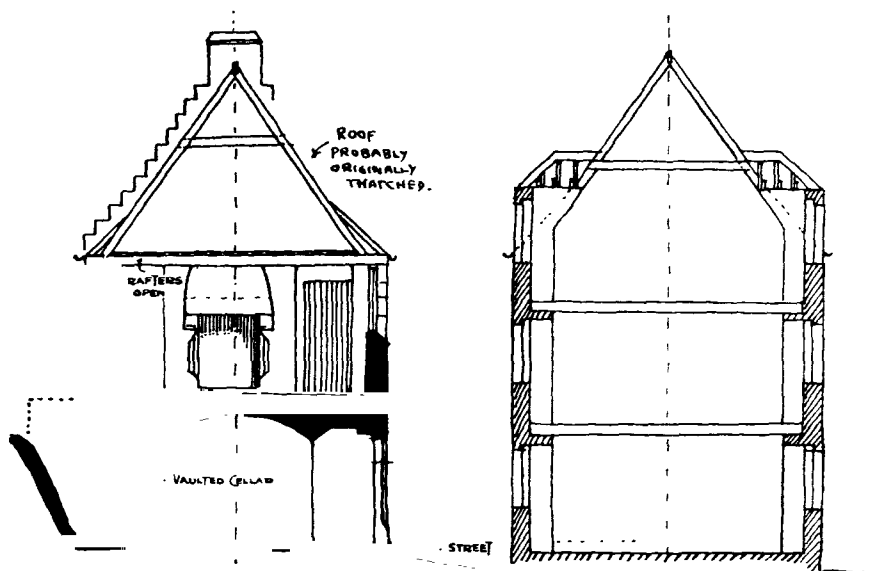 ROOF
PROBABLY
ORIGINALLY
THATCHED.
RAFTERS
OPEN
VAULTED CELLAR
STREET